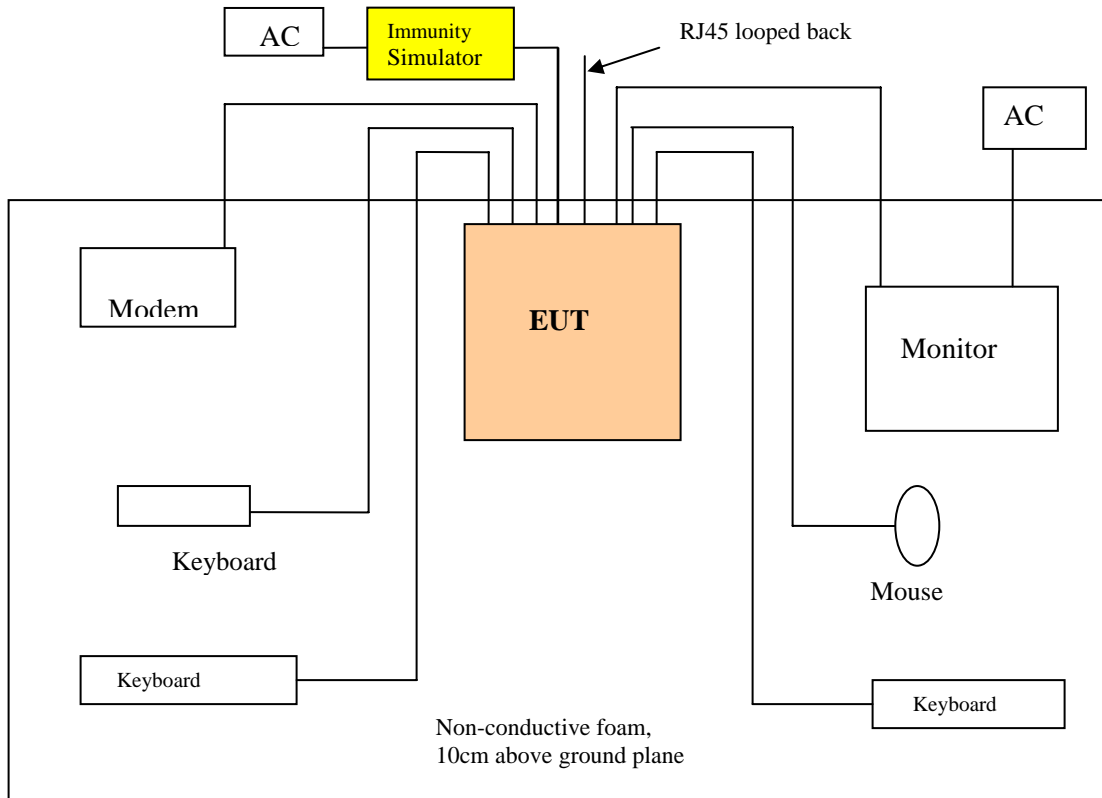 RJ45 looped back
AC
Immunity
Simulator
AC
Modem
EUT
Monitor
Keyboard
Mouse
Keyboard
Keyboard
Non-conductive foam,
10cm above ground plane